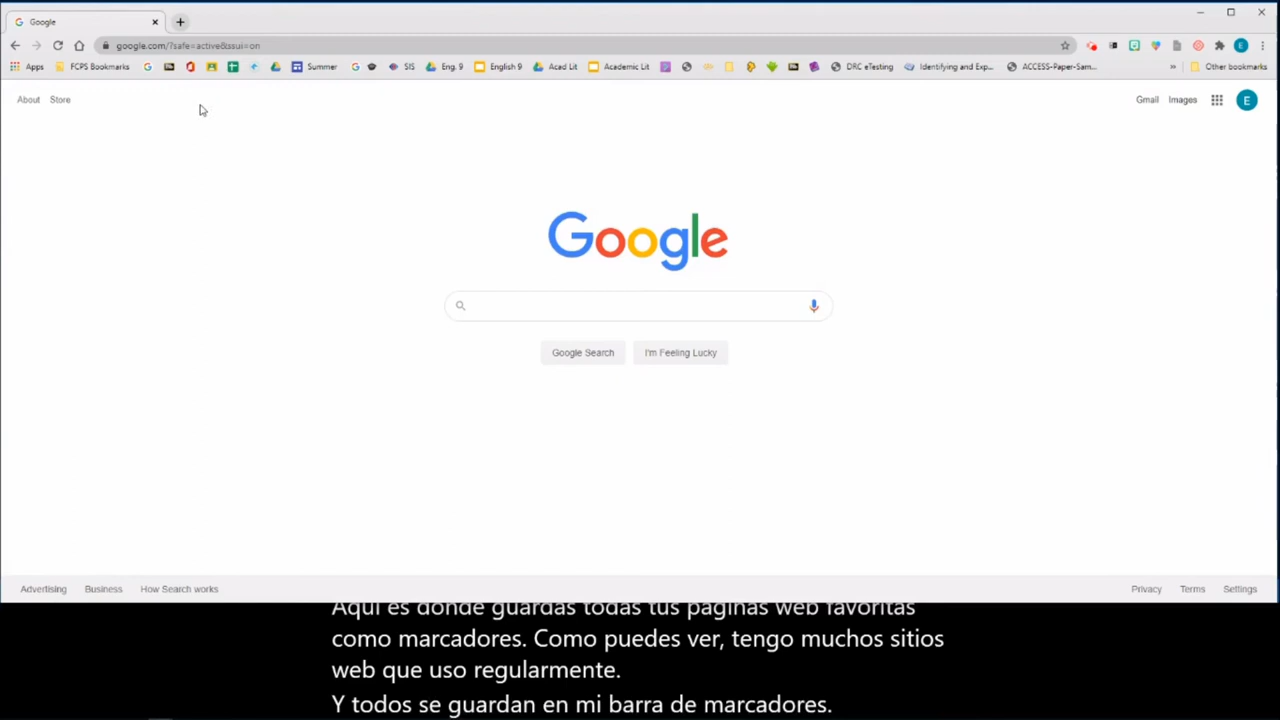 Google
google.com/?safe=active&ssui=on
Apps FCPS Bookmarks Summer SIS Eng. 9 English 9 Acad Lit Academic Lit DRC eTesting Identifying and Exp... ACCESS-Paper-Sam... » Other bookmarks
About Store Gmail Images E
Google
Google Search I'm Feeling Lucky
Advertising Business How Search works Privacy Terms Settings
Aquí es donde guardas todas tus páginas web favoritas
como marcadores. Como puedes ver, tengo muchos sitios
web que uso regularmente.
Y todos se guardan en mi barra de marcadores.